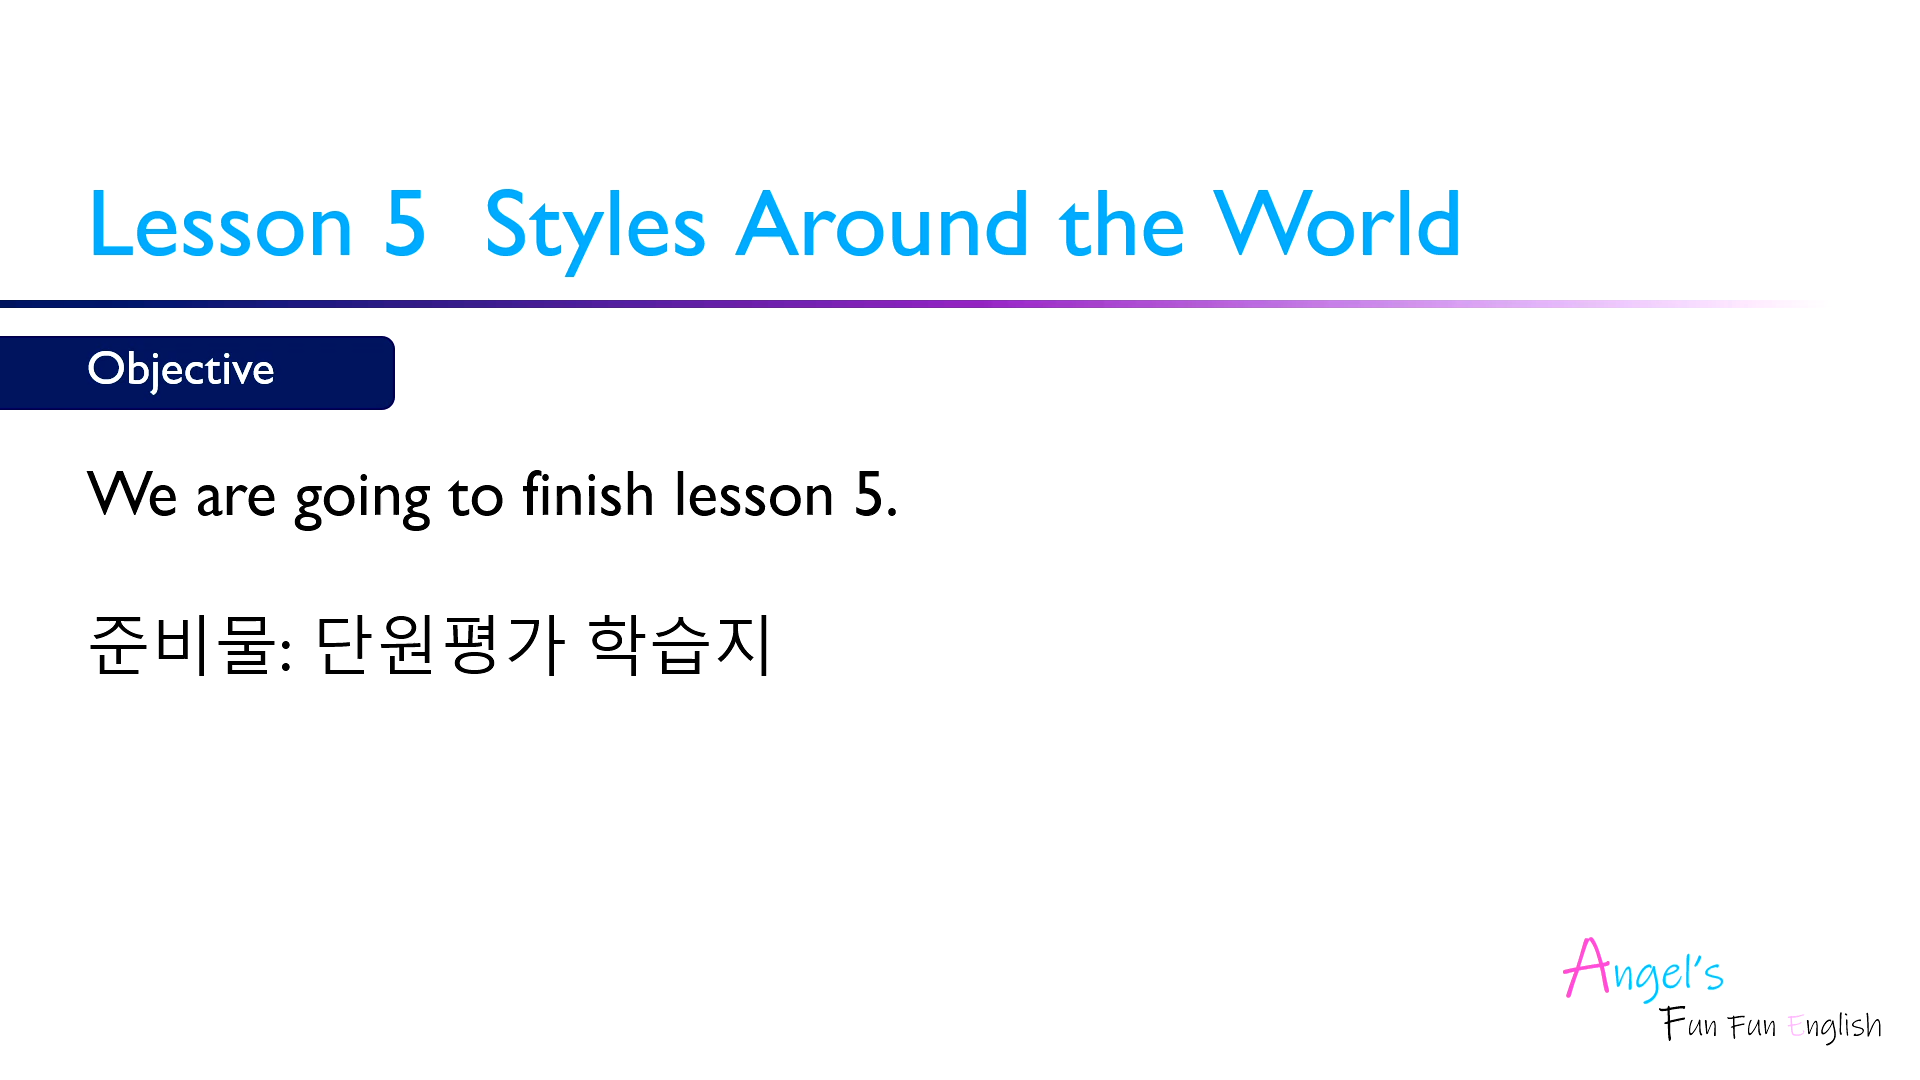 Lesson 5  Styles Around the World
Objective
We are going to finish lesson 5.
준비물: 단원평가 학습지
Angel's
Fun Fun English